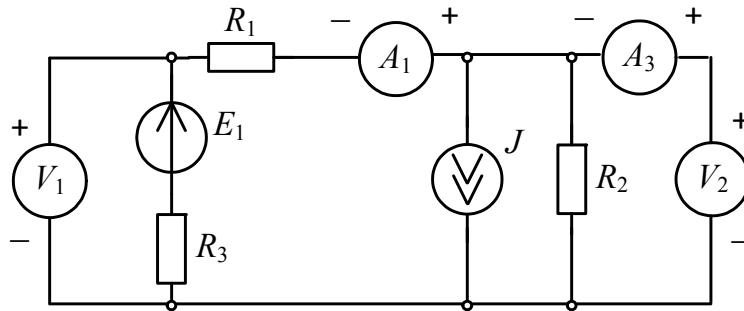 R₁ − A₁ + − A₃ +
+ V₁ − E₁ J R₂ + V₂ −
R₃